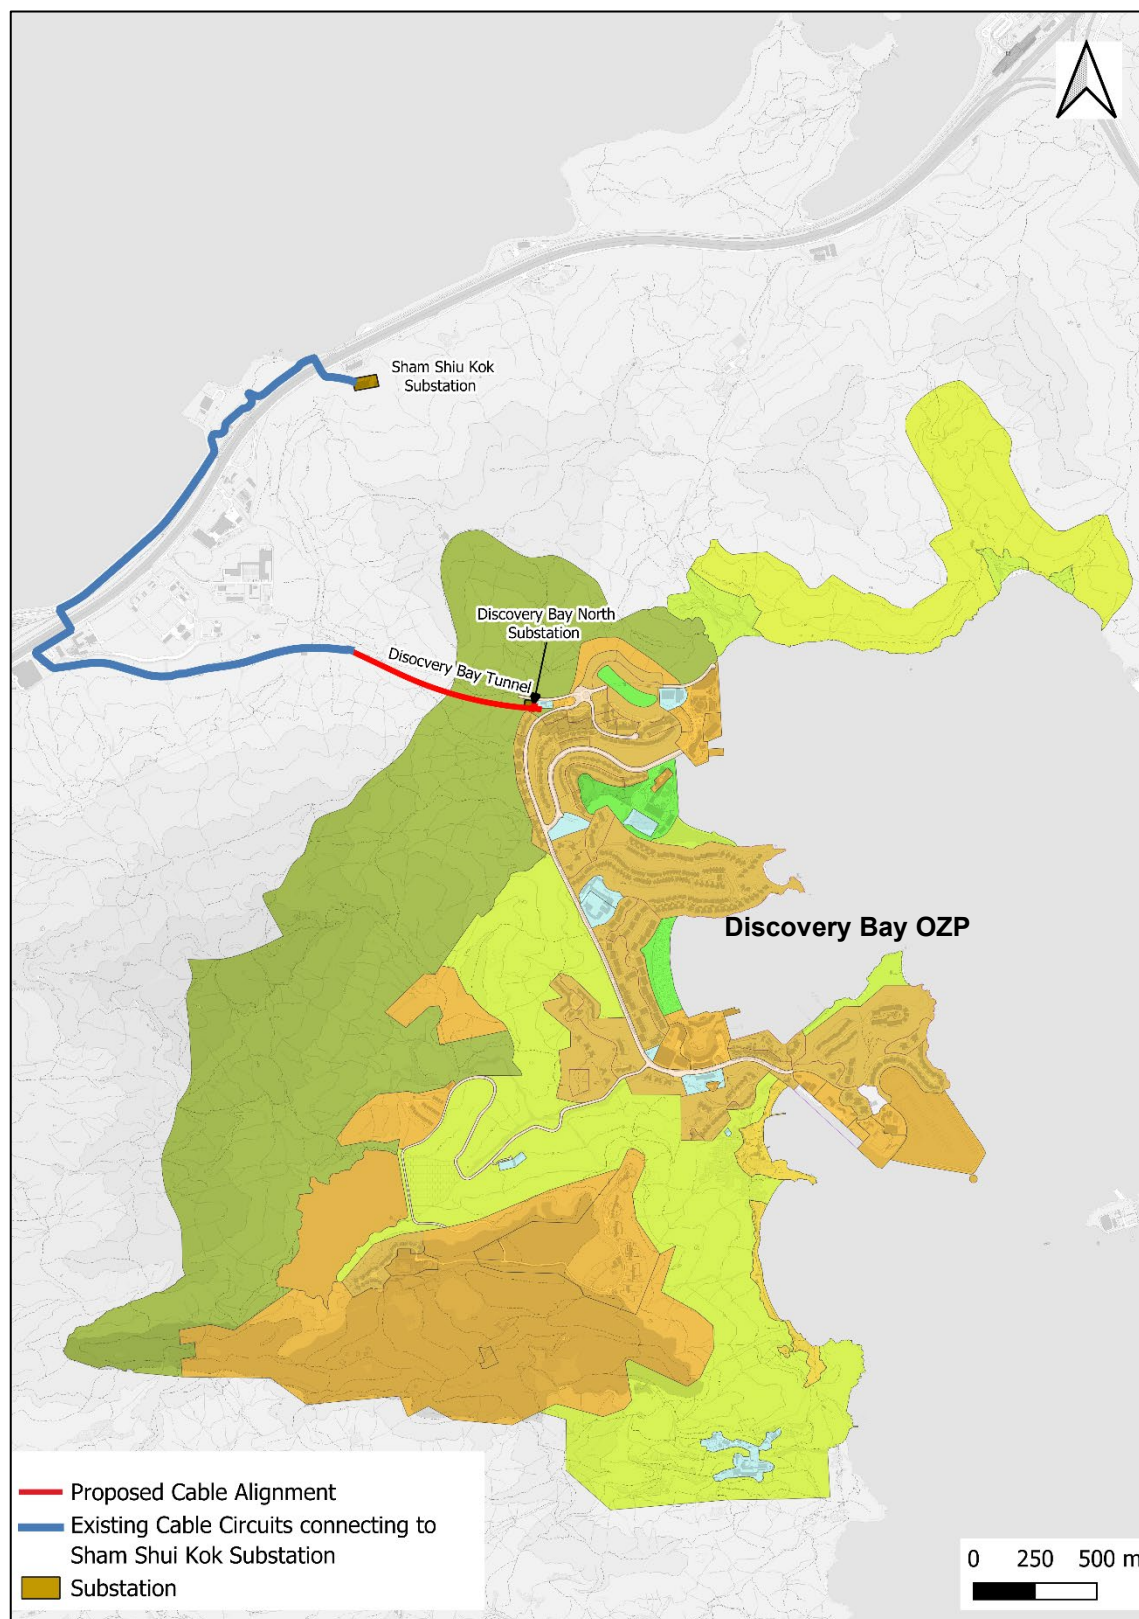 Sham Shiu Kok
Substation
Discovery Bay North
Substation
Disocvery Bay Tunnel
Discovery Bay OZP
Proposed Cable Alignment
Existing Cable Circuits connecting to
Sham Shui Kok Substation
Substation
0 250 500 m